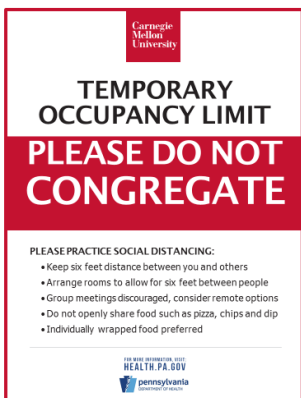 Carnegie
Mellon
University
TEMPORARY
OCCUPANCY LIMIT
PLEASE DO NOT
CONGREGATE
PLEASE PRACTICE SOCIAL DISTANCING:
• Keep six feet distance between you and others
• Arrange rooms to allow for six feet between people
• Group meetings discouraged, consider remote options
• Do not openly share food such as pizza, chips and dip
• Individually wrapped food preferred
FOR MORE INFORMATION, VISIT:
HEALTH.PA.GOV
pennsylvania
DEPARTMENT OF HEALTH